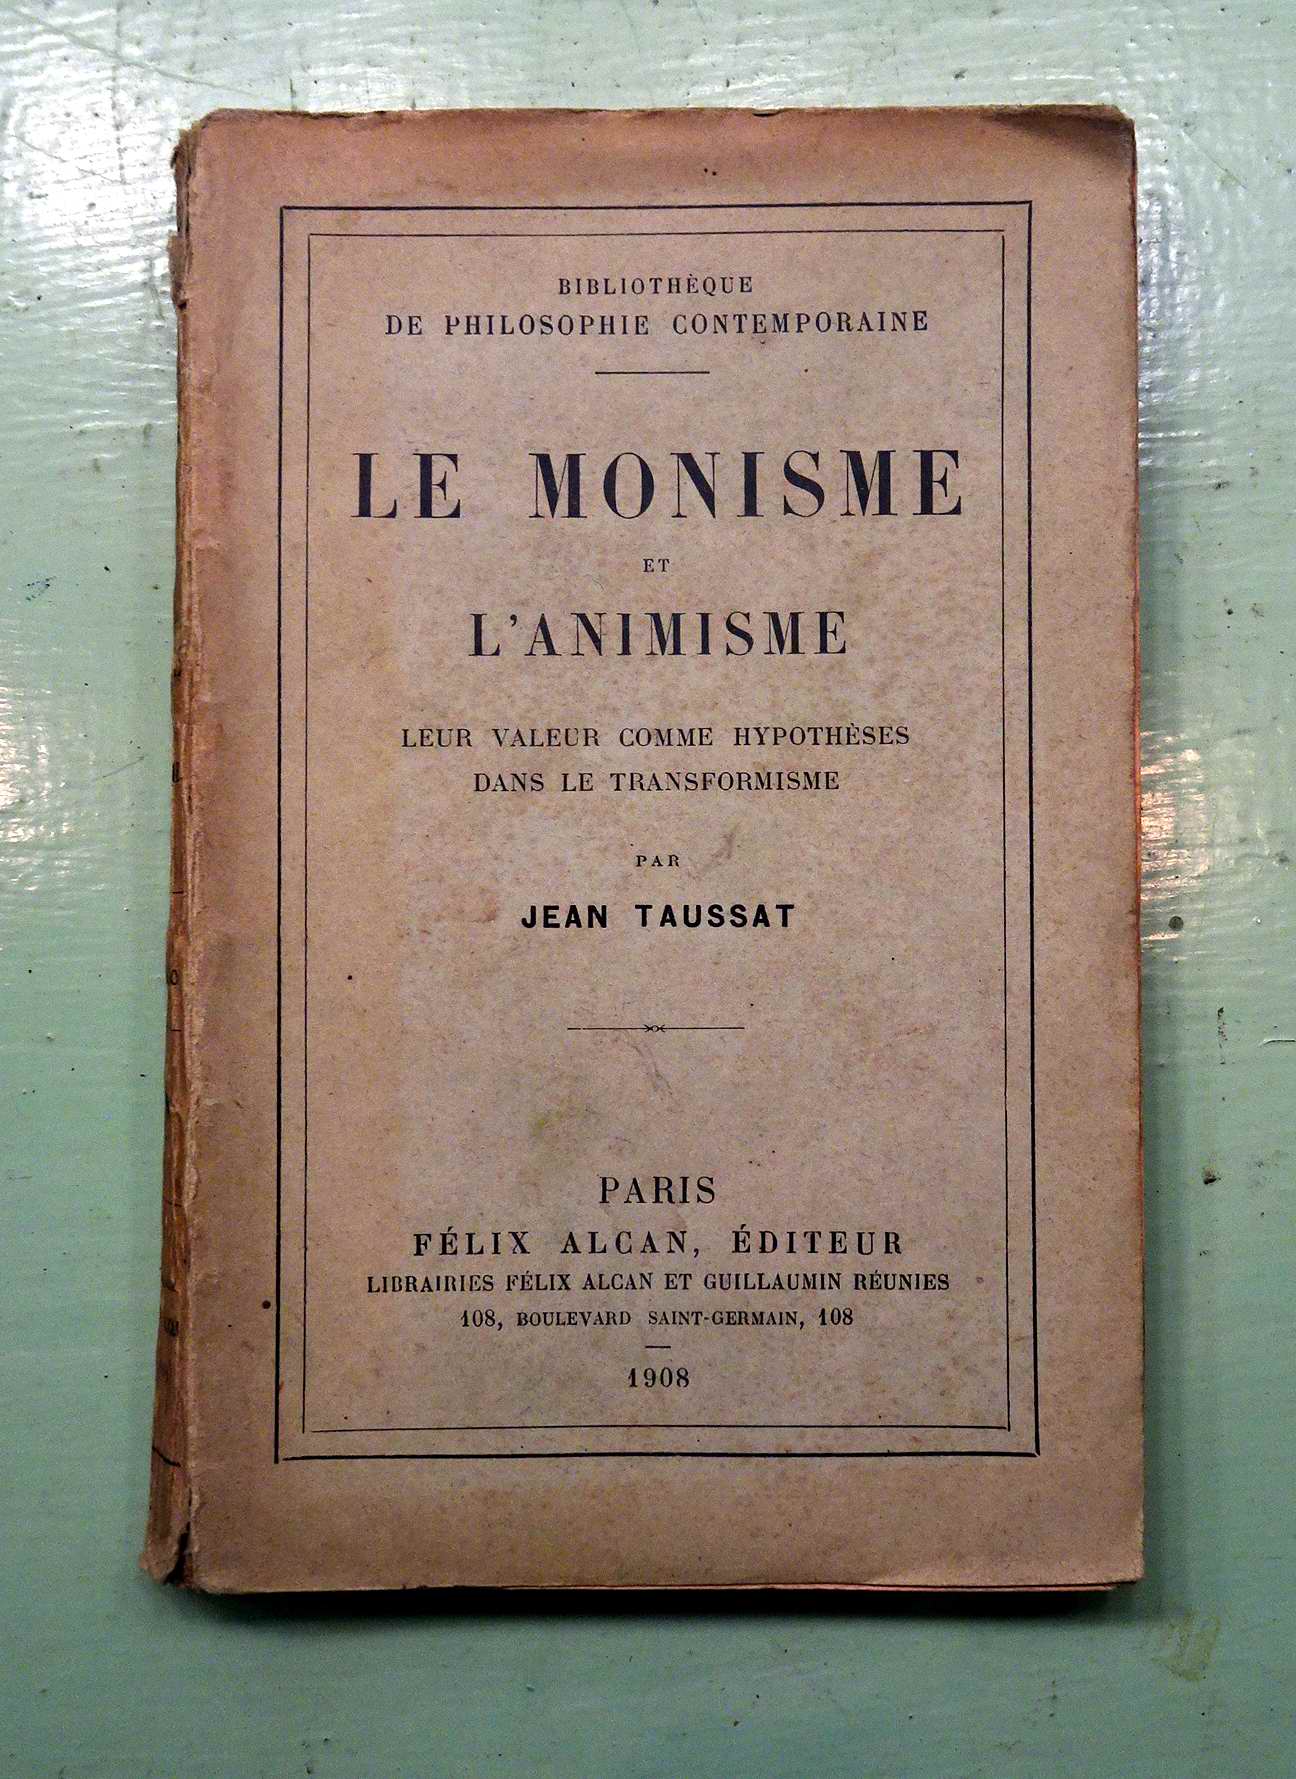 BIBLIOTHÈQUE
DE PHILOSOPHIE CONTEMPORAINE
LE MONISME
ET
L'ANIMISME
LEUR VALEUR COMME HYPOTHÈSES
DANS LE TRANSFORMISME
PAR
JEAN TAUSSAT
PARIS
FÉLIX ALCAN, ÉDITEUR
LIBRAIRIES FÉLIX ALCAN ET GUILLAUMIN RÉUNIES
108, BOULEVARD SAINT-GERMAIN, 108
1908